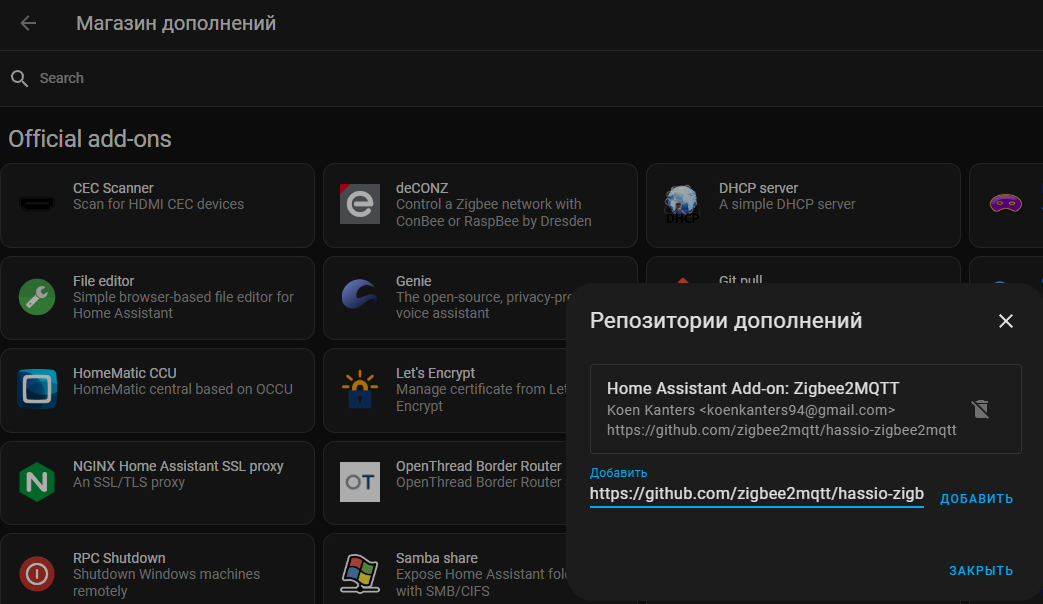 Магазин дополнений
Search
Official add-ons
CEC Scanner
Scan for HDMI CEC devices
deCONZ
Control a Zigbee network with
ConBee or RaspBee by Dresden
DHCP server
A simple DHCP server
DHCP
File editor
Simple browser-based file editor for
Home Assistant
Genie
The open-source, privacy-pre
voice assistant
Git pull
HomeMatic CCU
HomeMatic central based on OCCU
Let's Encrypt
Manage certificate from Let
Encrypt
NGINX Home Assistant SSL proxy
An SSL/TLS proxy
OT
OpenThread Border Router
OpenThread Border Router
RPC Shutdown
Shutdown Windows machines
remotely
Samba share
Expose Home Assistant fol
with SMB/CIFS
Репозитории дополнений
Home Assistant Add-on: Zigbee2MQTT
Koen Kanters <koenkanters94@gmail.com>
https://github.com/zigbee2mqtt/hassio-zigbee2mqtt
Добавить
https://github.com/zigbee2mqtt/hassio-zigb
ДОБАВИТЬ
ЗАКРЫТЬ